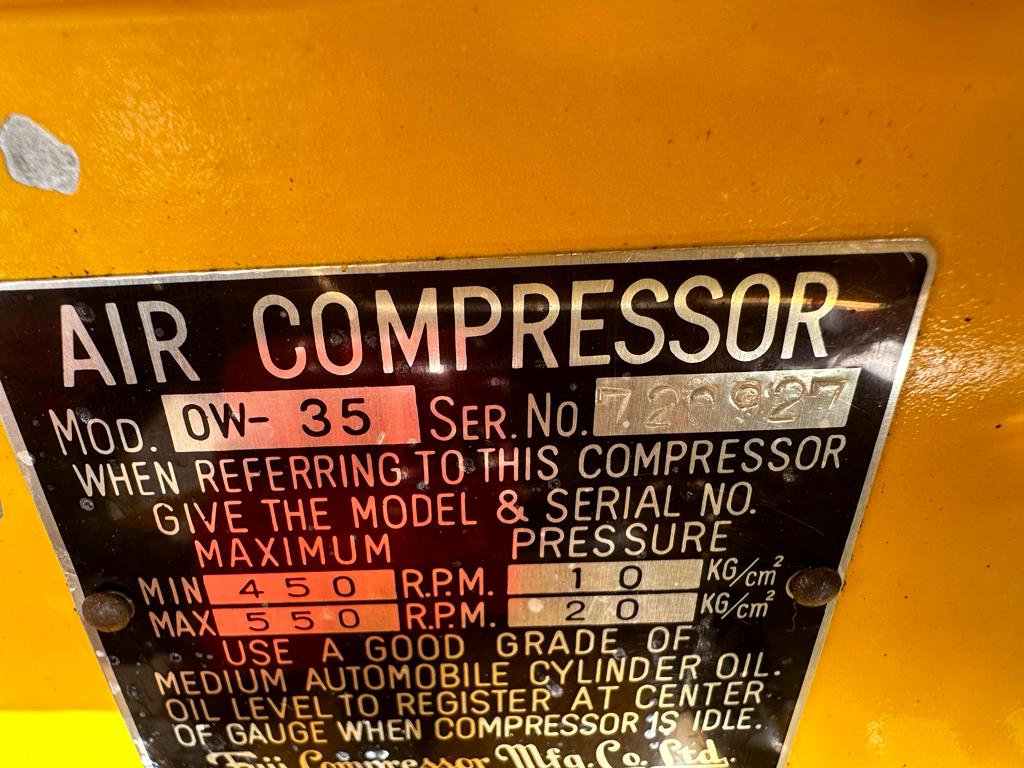 AIR COMPRESSOR
MOD. OW- 35 SER. NO.
WHEN REFERRING TO THIS COMPRESSOR
GIVE THE MODEL & SERIAL NO.
MAXIMUM PRESSURE
MIN 450 R.P.M. 10 KG/cm²
MAX 550 R.P.M. 20 KG/cm²
USE A GOOD GRADE OF
MEDIUM AUTOMOBILE CYLINDER OIL.
OIL LEVEL TO REGISTER AT CENTER
OF GAUGE WHEN COMPRESSOR IS IDLE.
Fuji Compressor Mfg. Co. Ltd.